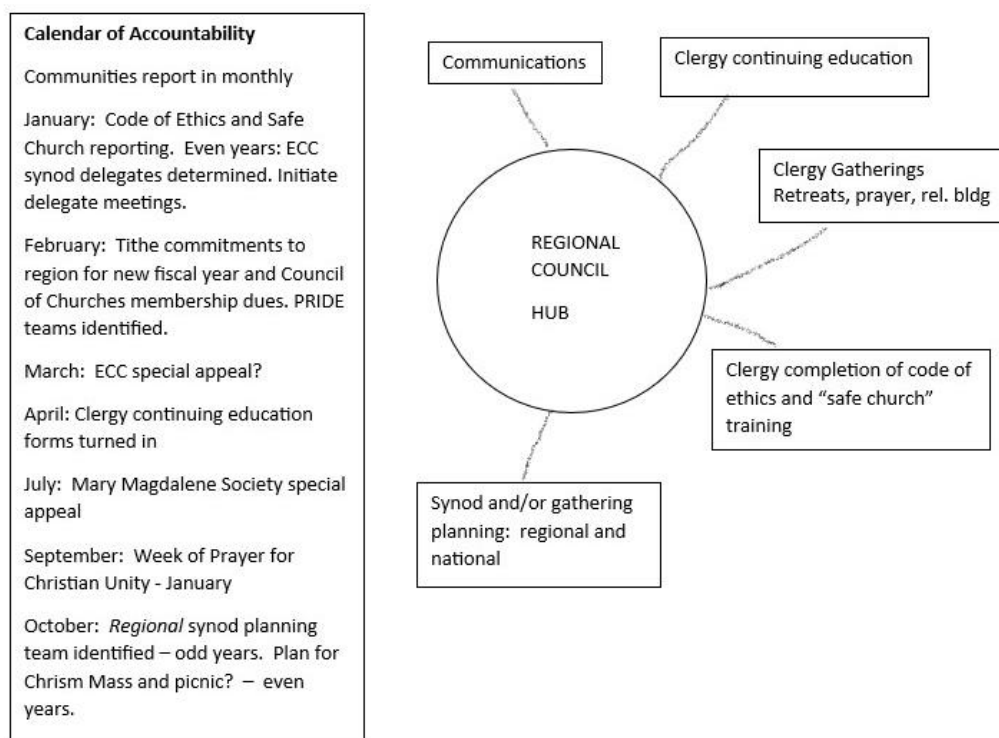 Calendar of Accountability
Communities report in monthly
January:  Code of Ethics and Safe
Church reporting.  Even years: ECC
synod delegates determined. Initiate
delegate meetings.
February:  Tithe commitments to
region for new fiscal year and Council
of Churches membership dues. PRIDE
teams identified.
March:  ECC special appeal?
April: Clergy continuing education
forms turned in
July:  Mary Magdalene Society special
appeal
September:  Week of Prayer for
Christian Unity - January
October:  Regional synod planning
team identified – odd years.  Plan for
Chrism Mass and picnic?  –  even
years.
Communications
Clergy continuing education
Clergy Gatherings
Retreats, prayer, rel. bldg
REGIONAL
COUNCIL
HUB
Clergy completion of code of
ethics and “safe church”
training
Synod and/or gathering
planning:  regional and
national